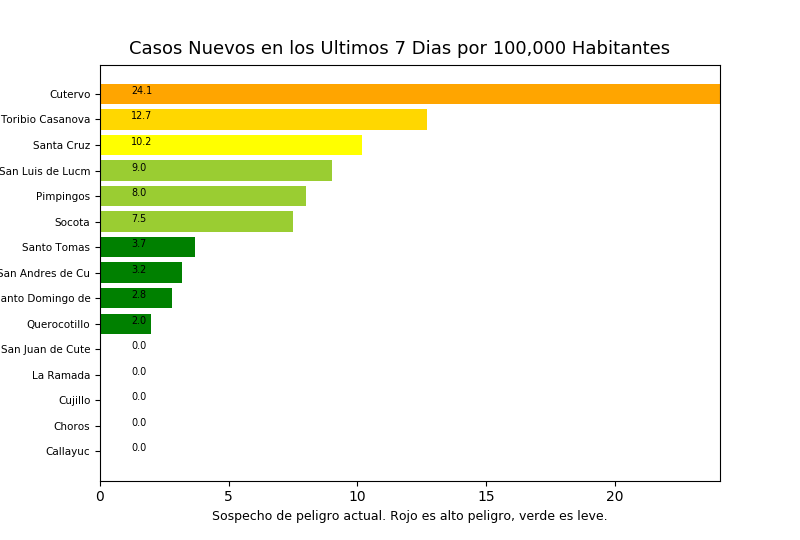 Casos Nuevos en los Ultimos 7 Dias por 100,000 Habitantes
Cutervo 24.1
Toribio Casanova 12.7
Santa Cruz 10.2
San Luis de Lucm 9.0
Pimpingos 8.0
Socota 7.5
Santo Tomas 3.7
San Andres de Cu 3.2
anto Domingo de 2.8
Querocotillo 2.0
San Juan de Cute 0.0
La Ramada 0.0
Cujillo 0.0
Choros 0.0
Callayuc 0.0
0 5 10 15 20
Sospecho de peligro actual. Rojo es alto peligro, verde es leve.